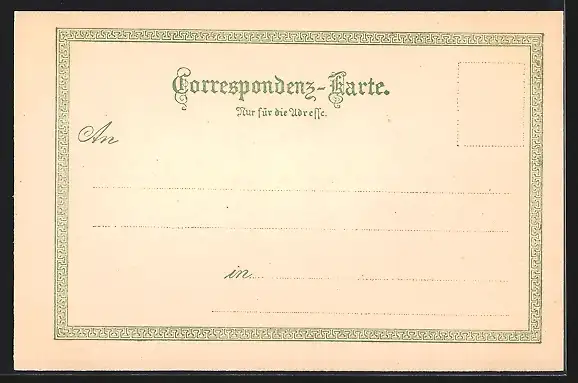 Correspondenz-Karte.
Nur für die Adresse.
An
in